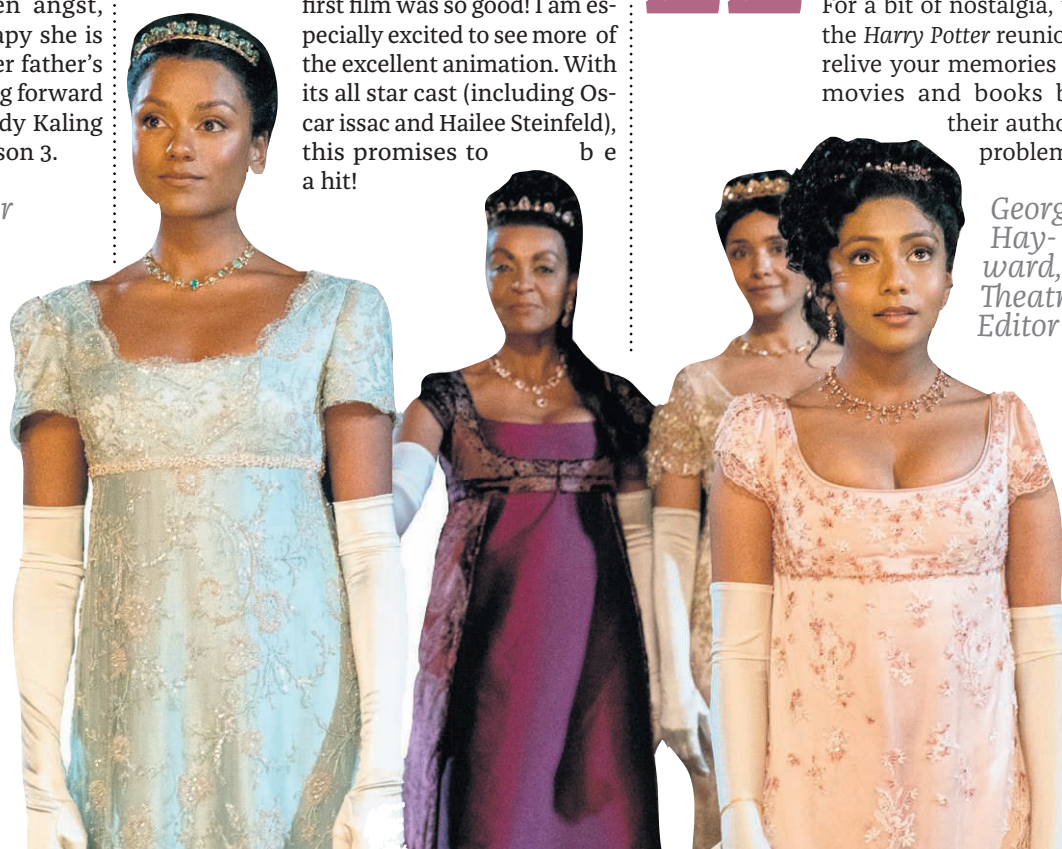 en angst,
apy she is
er father's
g forward
dy Kaling
son 3.
r
first film was so good! I am es-
pecially excited to see more of
the excellent animation. With
its all star cast (including Os-
car issac and Hailee Steinfeld),
this promises to b e
a hit!
For a bit of nostalgia,
the Harry Potter reunio
relive your memories
movies and books b
their autho
problem
Georg
Hay-
ward,
Theatr
Editor